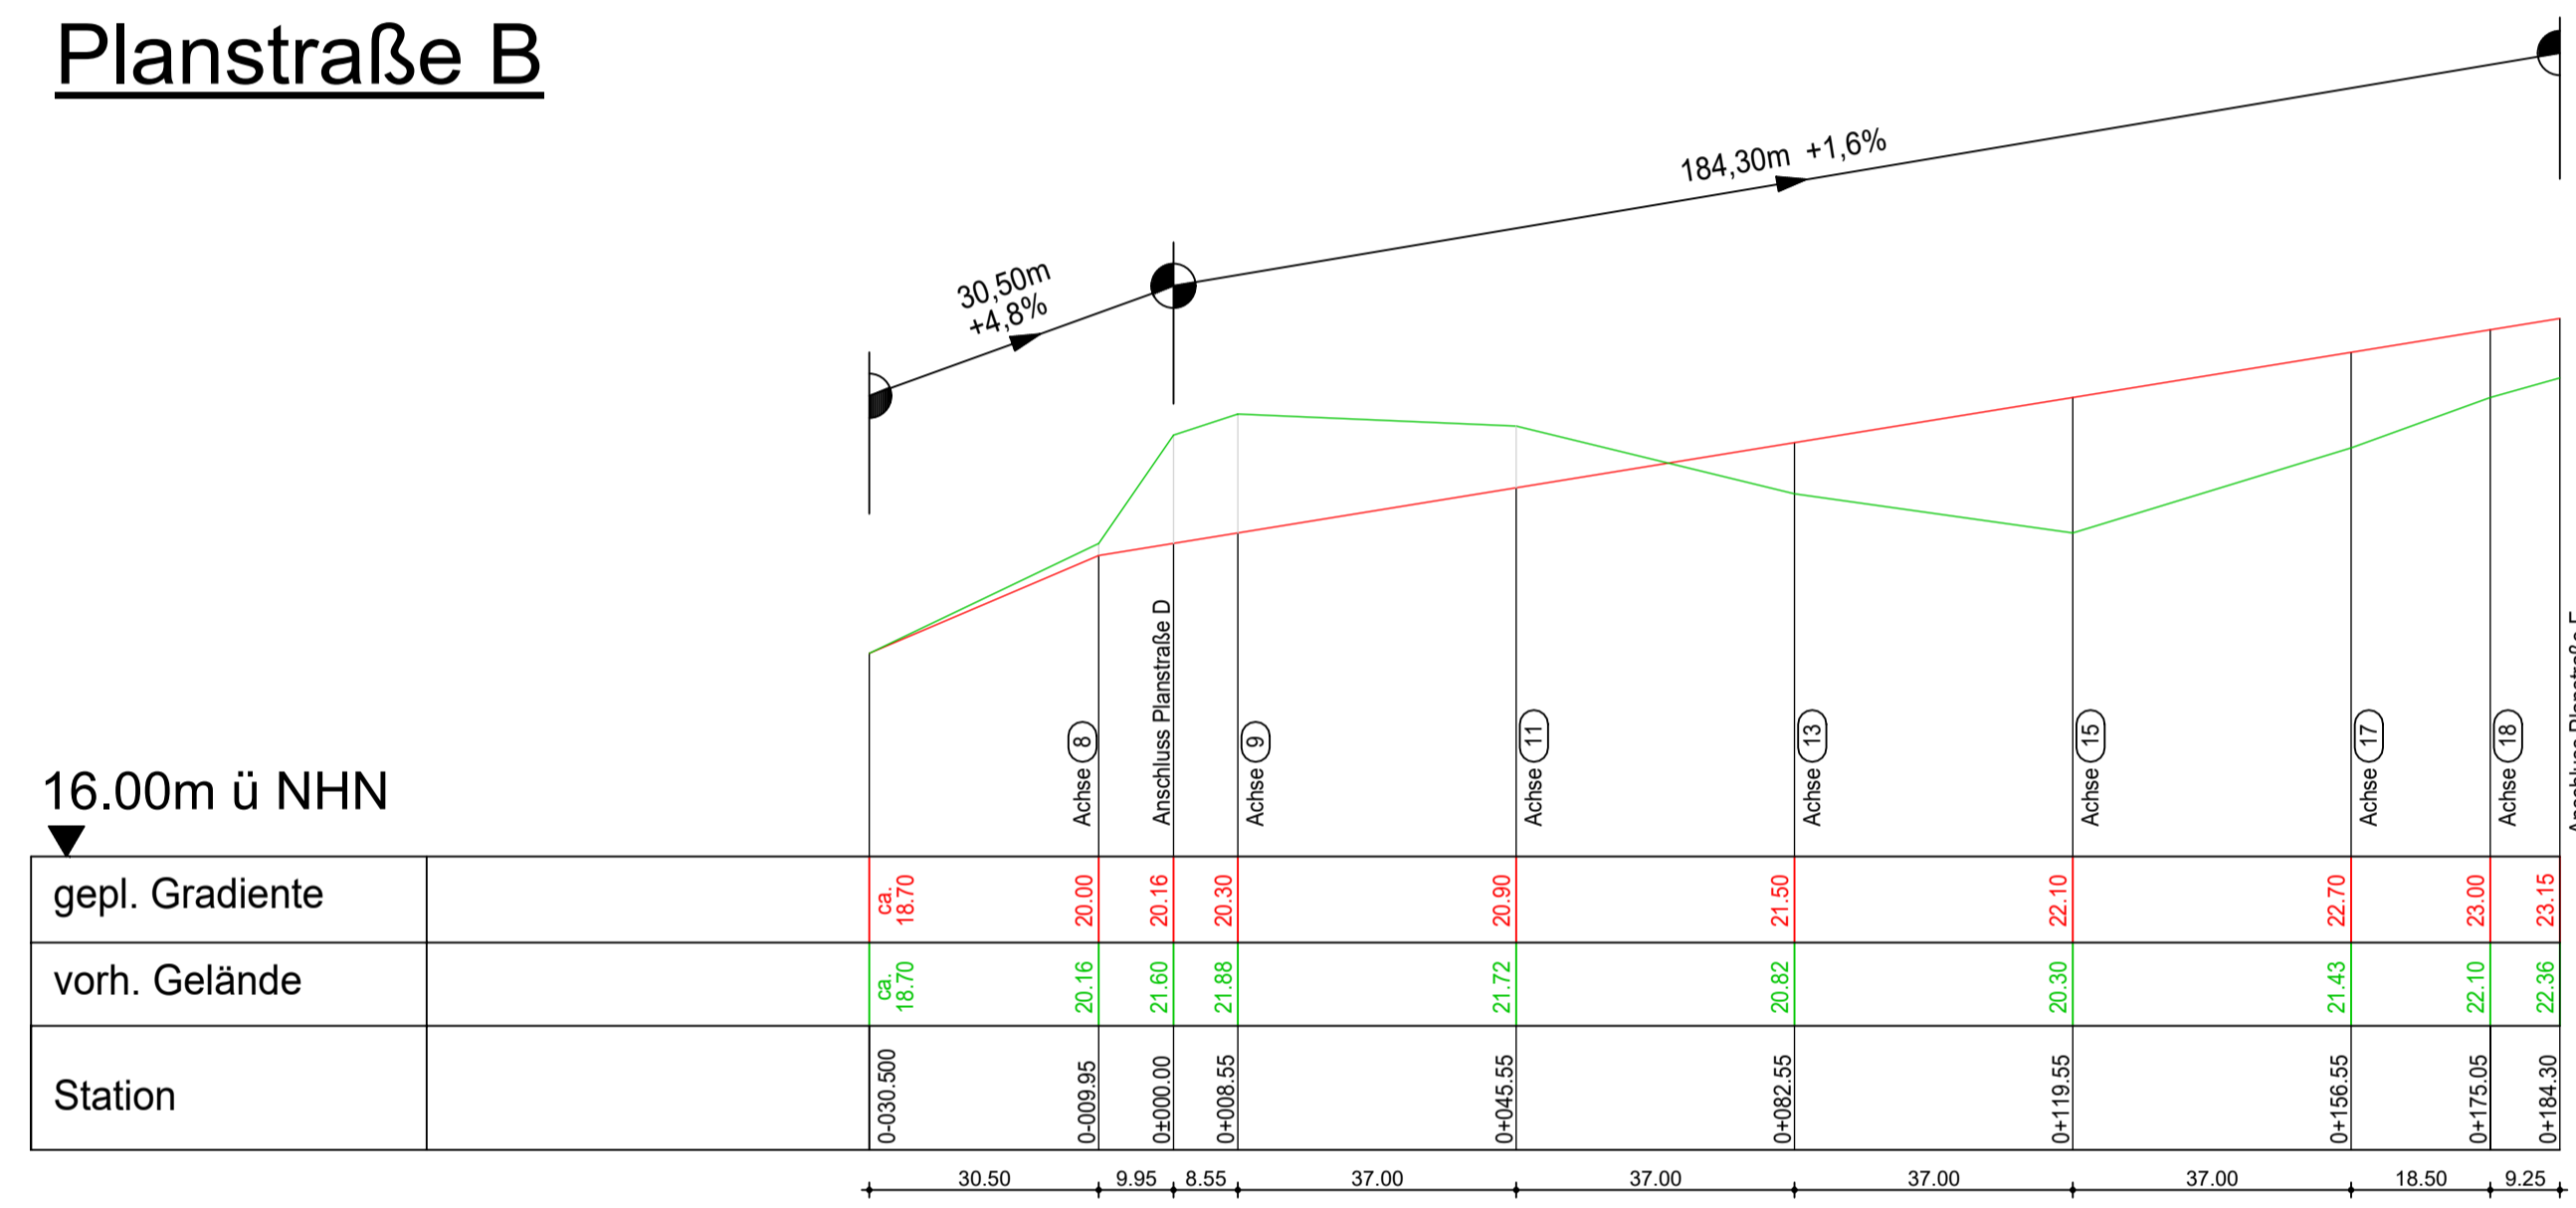 Planstraße B
184,30m +1,6%
30,50m
+4,8%
Achse 8
Anschluss Planstraße D
Achse 9
Achse 11
Achse 13
Achse 15
Achse 17
Achse 18
16.00m ü NHN
gepl. Gradiente
ca.
18.70
20.00
20.16
20.30
20.90
21.50
22.10
22.70
23.00
23.15
vorh. Gelände
ca.
18.70
20.16
21.60
21.88
21.72
20.82
20.30
21.43
22.10
22.36
Station
0-030.500
0-009.95
0±000.00
0+008.55
0+045.55
0+082.55
0+119.55
0+156.55
0+175.05
0+184.30
30.50 9.95 8.55 37.00 37.00 37.00 37.00 18.50 9.25